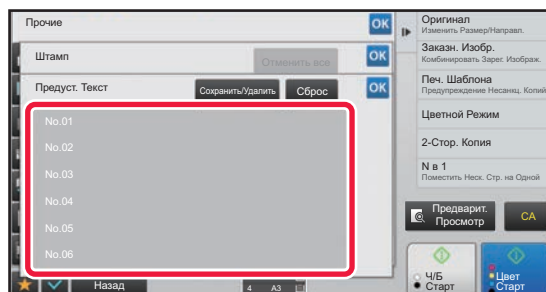 Прочие
OK
Штамп
Отменить все
OK
Предуст. Текст
Сохранить/Удалить
Сброс
OK
No.01
No.02
No.03
No.04
No.05
No.06
Назад
4 A3
Оригинал
Изменить Размер/Направл.
Заказн. Изобр.
Комбинировать Зарег. Изображ.
Печ. Шаблона
Предупреждение Несанкц. Копий
Цветной Режим
2-Стор. Копия
N в 1
Поместить Неск. Стр. на Одной
Предварит.
Просмотр
CA
Ч/Б
Старт
Цвет
Старт